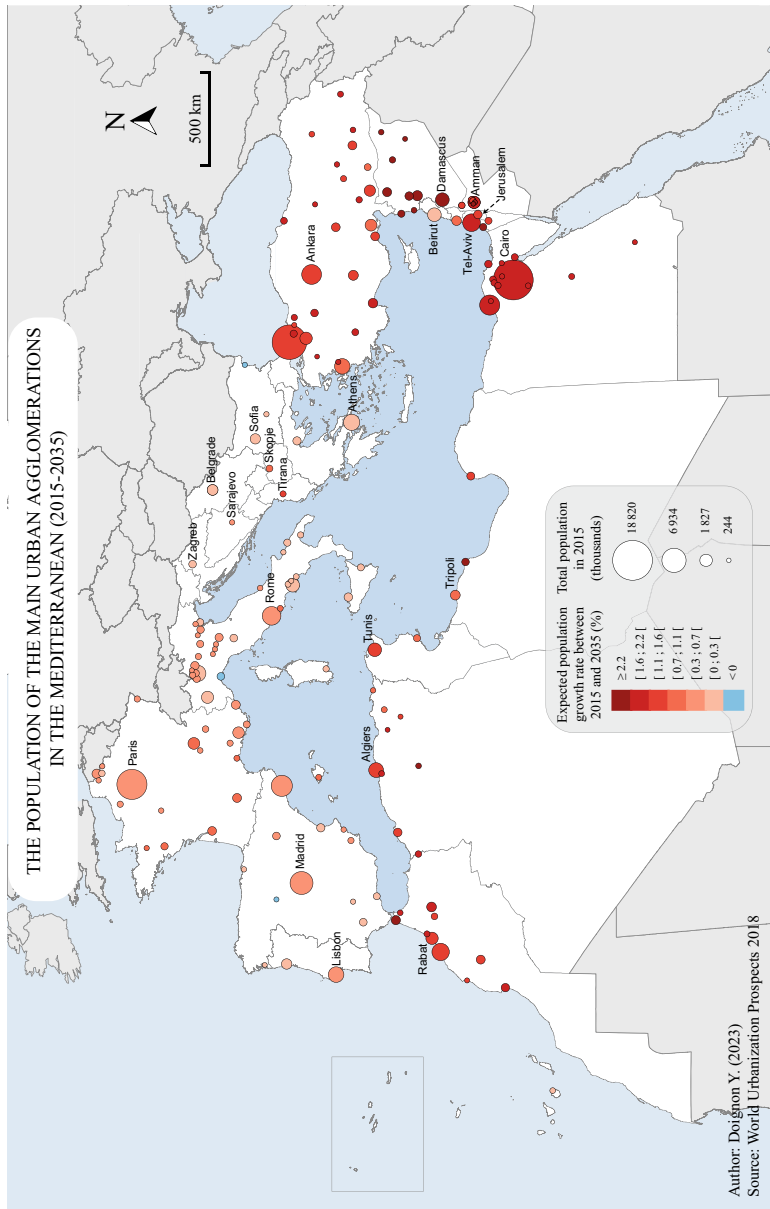 THE POPULATION OF THE MAIN URBAN AGGLOMERATIONS
IN THE MEDITERRANEAN (2015-2035)
N
500 km
Paris
Zagreb
Belgrade
Sarajevo
Sofia
Skopje
Tirana
Rome
Madrid
Lisbon
Athens
Ankara
Algiers
Tunis
Tripoli
Rabat
Beirut
Damascus
Tel-Aviv
Amman
Jerusalem
Cairo
Expected population
growth rate between
2015 and 2035 (%)
≥ 2.2
[ 1.6 ; 2.2 [
[ 1.1 ; 1.6 [
[ 0.7 ; 1.1 [
[ 0.3 ; 0.7 [
[ 0 ; 0.3 [
< 0
Total population
in 2015
(thousands)
18 820
6 934
1 827
244
Author: Doignon Y. (2023)
Source: World Urbanization Prospects 2018